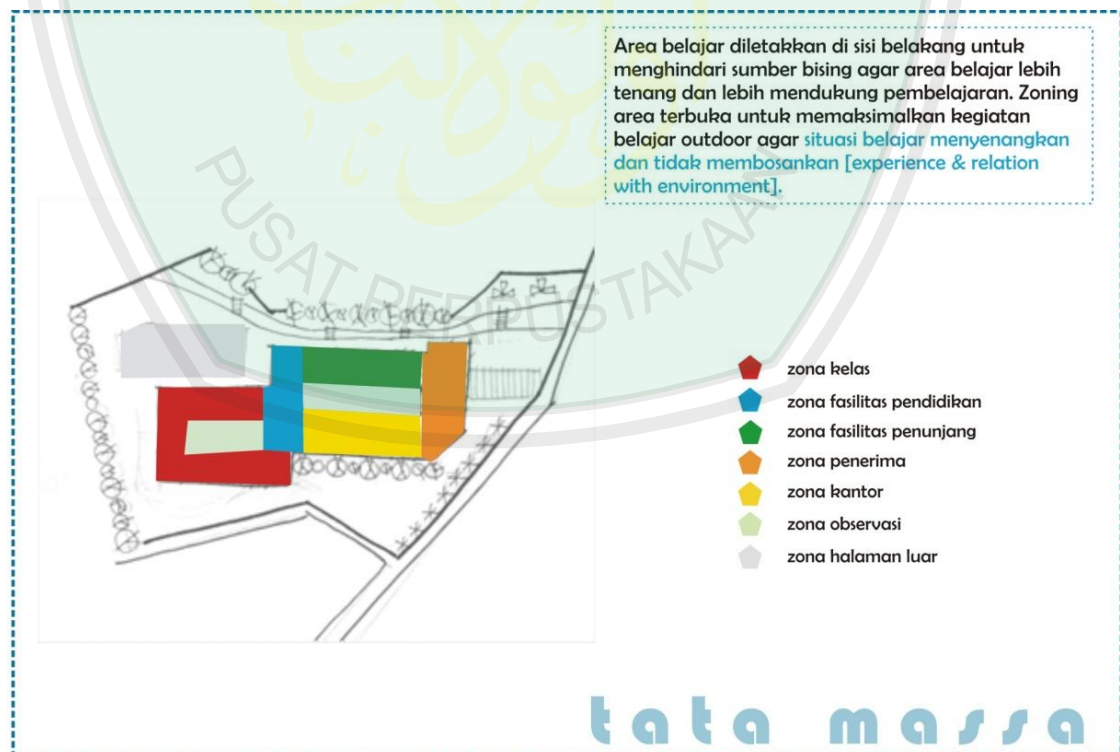 Area belajar diletakkan di sisi belakang untuk
menghindari sumber bising agar area belajar lebih
tenang dan lebih mendukung pembelajaran. Zoning
area terbuka untuk memaksimalkan kegiatan
belajar outdoor agar situasi belajar menyenangkan
dan tidak membosankan [experience & relation
with environment].
PUSAT PERPUSTAKAAN
zona kelas
zona fasilitas pendidikan
zona fasilitas penunjang
zona penerima
zona kantor
zona observasi
zona halaman luar
tata massa